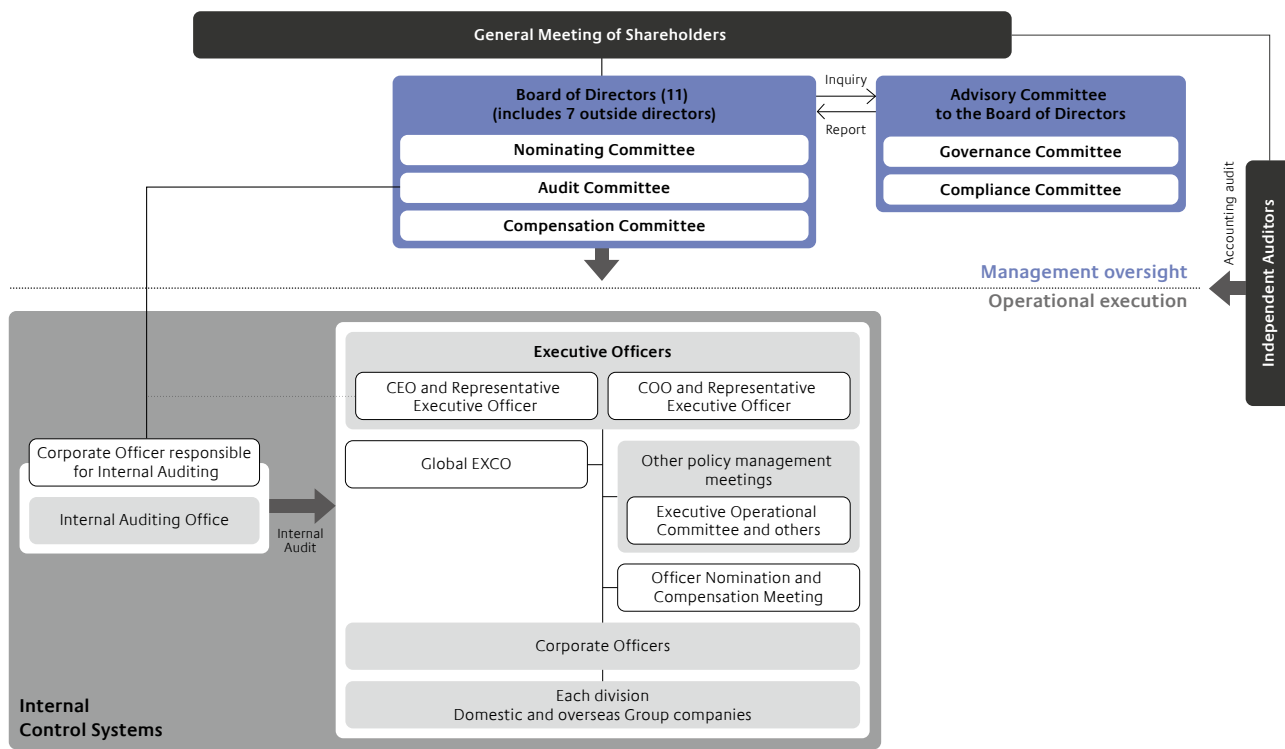 General Meeting of Shareholders
Board of Directors (11)
(includes 7 outside directors)
Nominating Committee
Audit Committee
Compensation Committee
Inquiry
Report
Advisory Committee
to the Board of Directors
Governance Committee
Compliance Committee
Accounting audit
Independent Auditors
Management oversight
Operational execution
Executive Officers
CEO and Representative
Executive Officer
COO and Representative
Executive Officer
Corporate Officer responsible
for Internal Auditing
Internal Auditing Office
Internal
Audit
Global EXCO
Other policy management
meetings
Executive Operational
Committee and others
Officer Nomination and
Compensation Meeting
Corporate Officers
Each division
Domestic and overseas Group companies
Internal
Control Systems